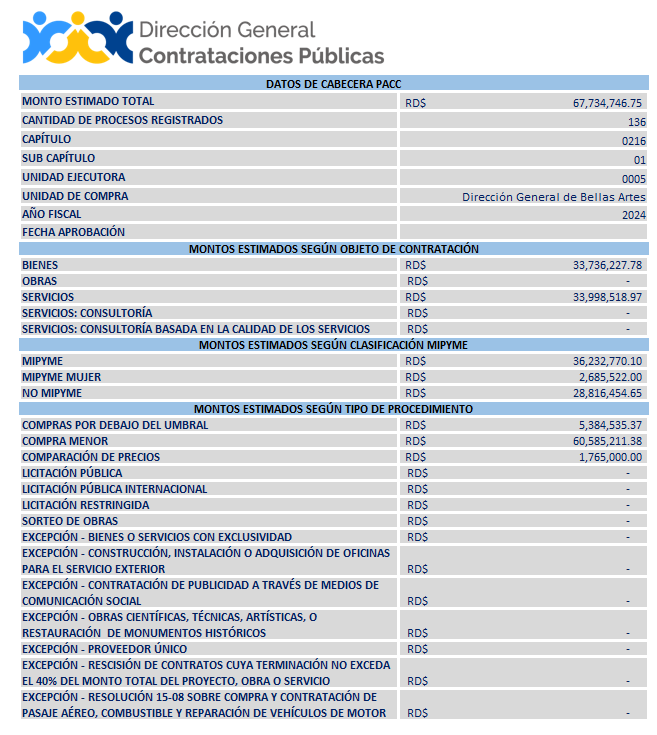 Dirección General
Contrataciones Públicas
DATOS DE CABECERA PACC
MONTO ESTIMADO TOTAL RD$ 67,734,746.75
CANTIDAD DE PROCESOS REGISTRADOS 136
CAPÍTULO 0216
SUB CAPÍTULO 01
UNIDAD EJECUTORA 0005
UNIDAD DE COMPRA Dirección General de Bellas Artes
AÑO FISCAL 2024
FECHA APROBACIÓN
MONTOS ESTIMADOS SEGÚN OBJETO DE CONTRATACIÓN
BIENES RD$ 33,736,227.78
OBRAS RD$ -
SERVICIOS RD$ 33,998,518.97
SERVICIOS: CONSULTORÍA RD$ -
SERVICIOS: CONSULTORÍA BASADA EN LA CALIDAD DE LOS SERVICIOS RD$ -
MONTOS ESTIMADOS SEGÚN CLASIFICACIÓN MIPYME
MIPYME RD$ 36,232,770.10
MIPYME MUJER RD$ 2,685,522.00
NO MIPYME RD$ 28,816,454.65
MONTOS ESTIMADOS SEGÚN TIPO DE PROCEDIMIENTO
COMPRAS POR DEBAJO DEL UMBRAL RD$ 5,384,535.37
COMPRA MENOR RD$ 60,585,211.38
COMPARACIÓN DE PRECIOS RD$ 1,765,000.00
LICITACIÓN PÚBLICA RD$ -
LICITACIÓN PÚBLICA INTERNACIONAL RD$ -
LICITACIÓN RESTRINGIDA RD$ -
SORTEO DE OBRAS RD$ -
EXCEPCIÓN - BIENES O SERVICIOS CON EXCLUSIVIDAD RD$ -
EXCEPCIÓN - CONSTRUCCIÓN, INSTALACIÓN O ADQUISICIÓN DE OFICINAS
PARA EL SERVICIO EXTERIOR RD$ -
EXCEPCIÓN - CONTRATACIÓN DE PUBLICIDAD A TRAVÉS DE MEDIOS DE
COMUNICACIÓN SOCIAL RD$ -
EXCEPCIÓN - OBRAS CIENTÍFICAS, TÉCNICAS, ARTÍSTICAS, O
RESTAURACIÓN DE MONUMENTOS HISTÓRICOS RD$ -
EXCEPCIÓN - PROVEEDOR ÚNICO RD$ -
EXCEPCIÓN - RESCISIÓN DE CONTRATOS CUYA TERMINACIÓN NO EXCEDA
EL 40% DEL MONTO TOTAL DEL PROYECTO, OBRA O SERVICIO RD$ -
EXCEPCIÓN - RESOLUCIÓN 15-08 SOBRE COMPRA Y CONTRATACIÓN DE
PASAJE AÉREO, COMBUSTIBLE Y REPARACIÓN DE VEHÍCULOS DE MOTOR RD$ -